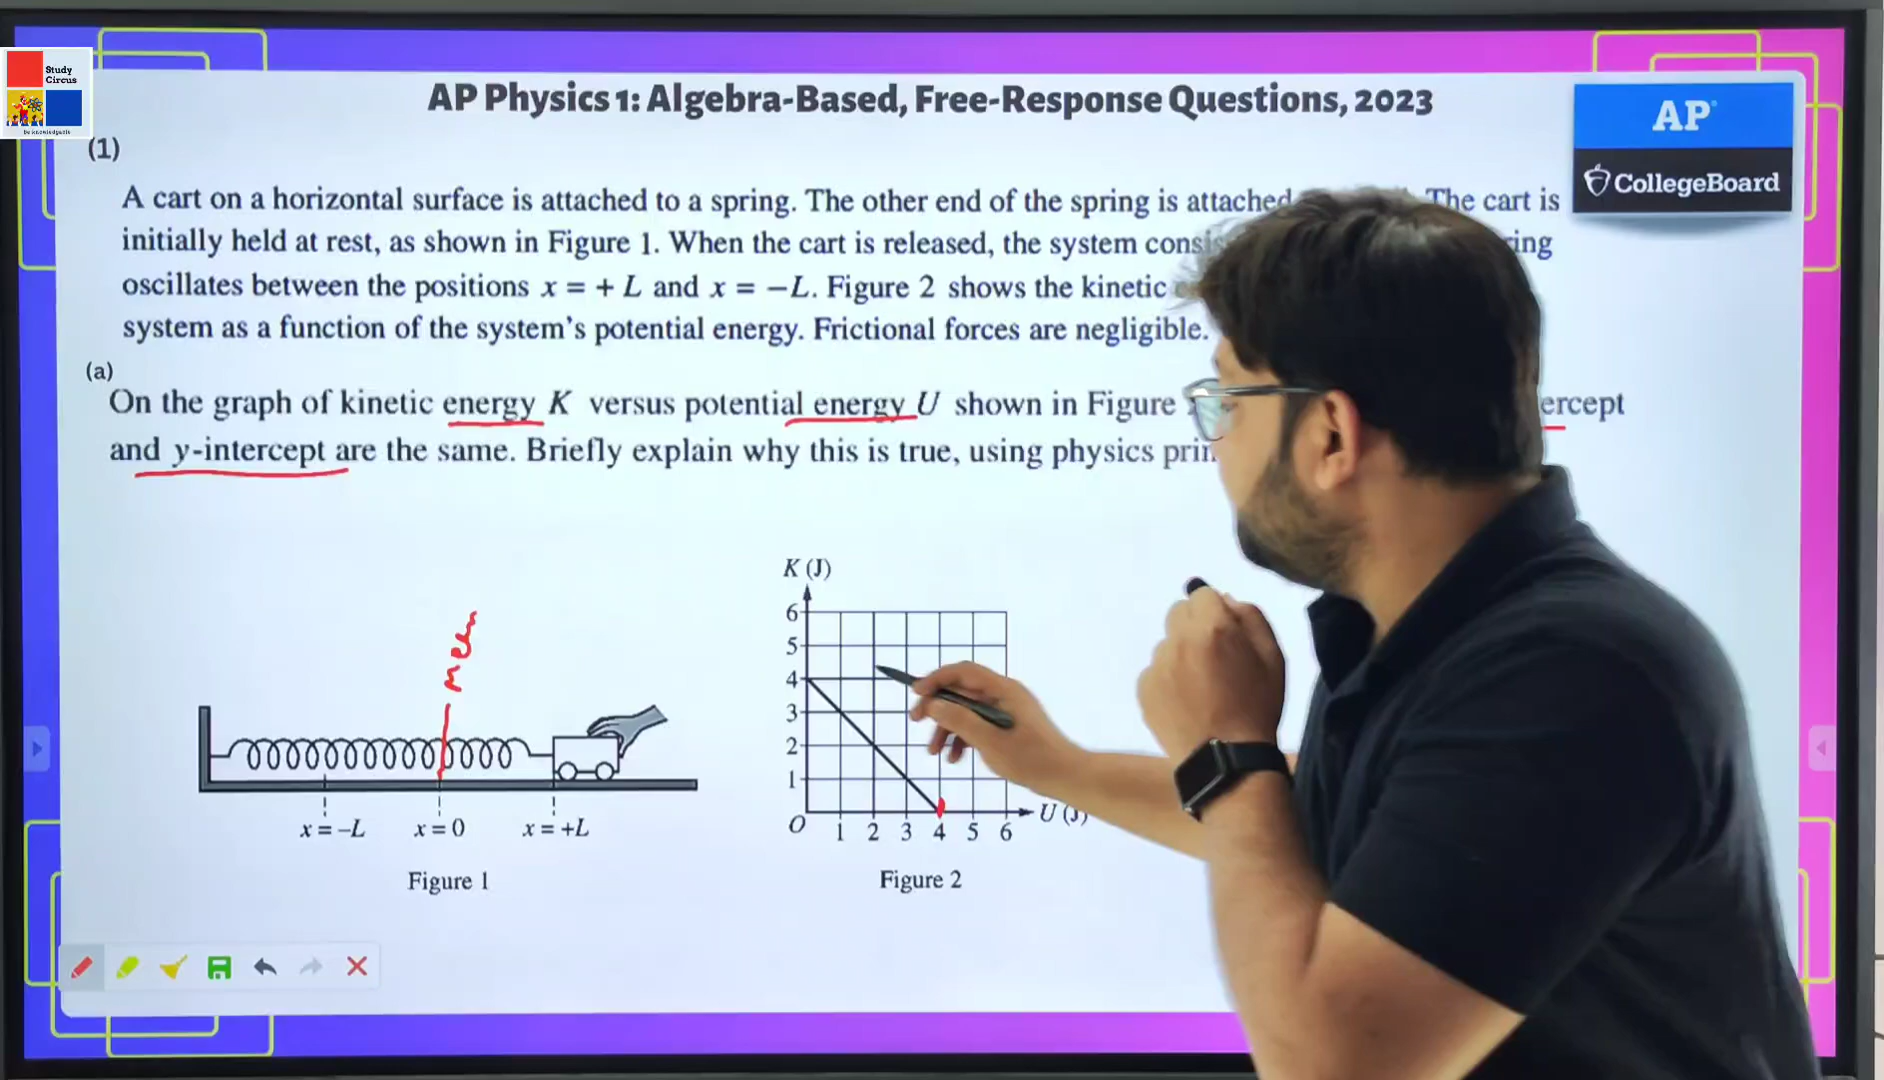 Study
Circus
AP Physics 1: Algebra-Based, Free-Response Questions, 2023
AP
CollegeBoard
(1)
A cart on a horizontal surface is attached to a spring. The other end of the spring is attached The cart is
initially held at rest, as shown in Figure 1. When the cart is released, the system
oscillates between the positions x = + L and x = −L. Figure 2 shows the kinetic
system as a function of the system's potential energy. Frictional forces are negligible.
(a)
On the graph of kinetic energy K versus potential energy U shown in Figure
and y-intercept are the same. Briefly explain why this is true, using physics
mean
K (J)
6
5
4
3
2
1
O 1 2 3 4 5 6 U (J)
x = −L x = 0 x = +L
Figure 1
Figure 2